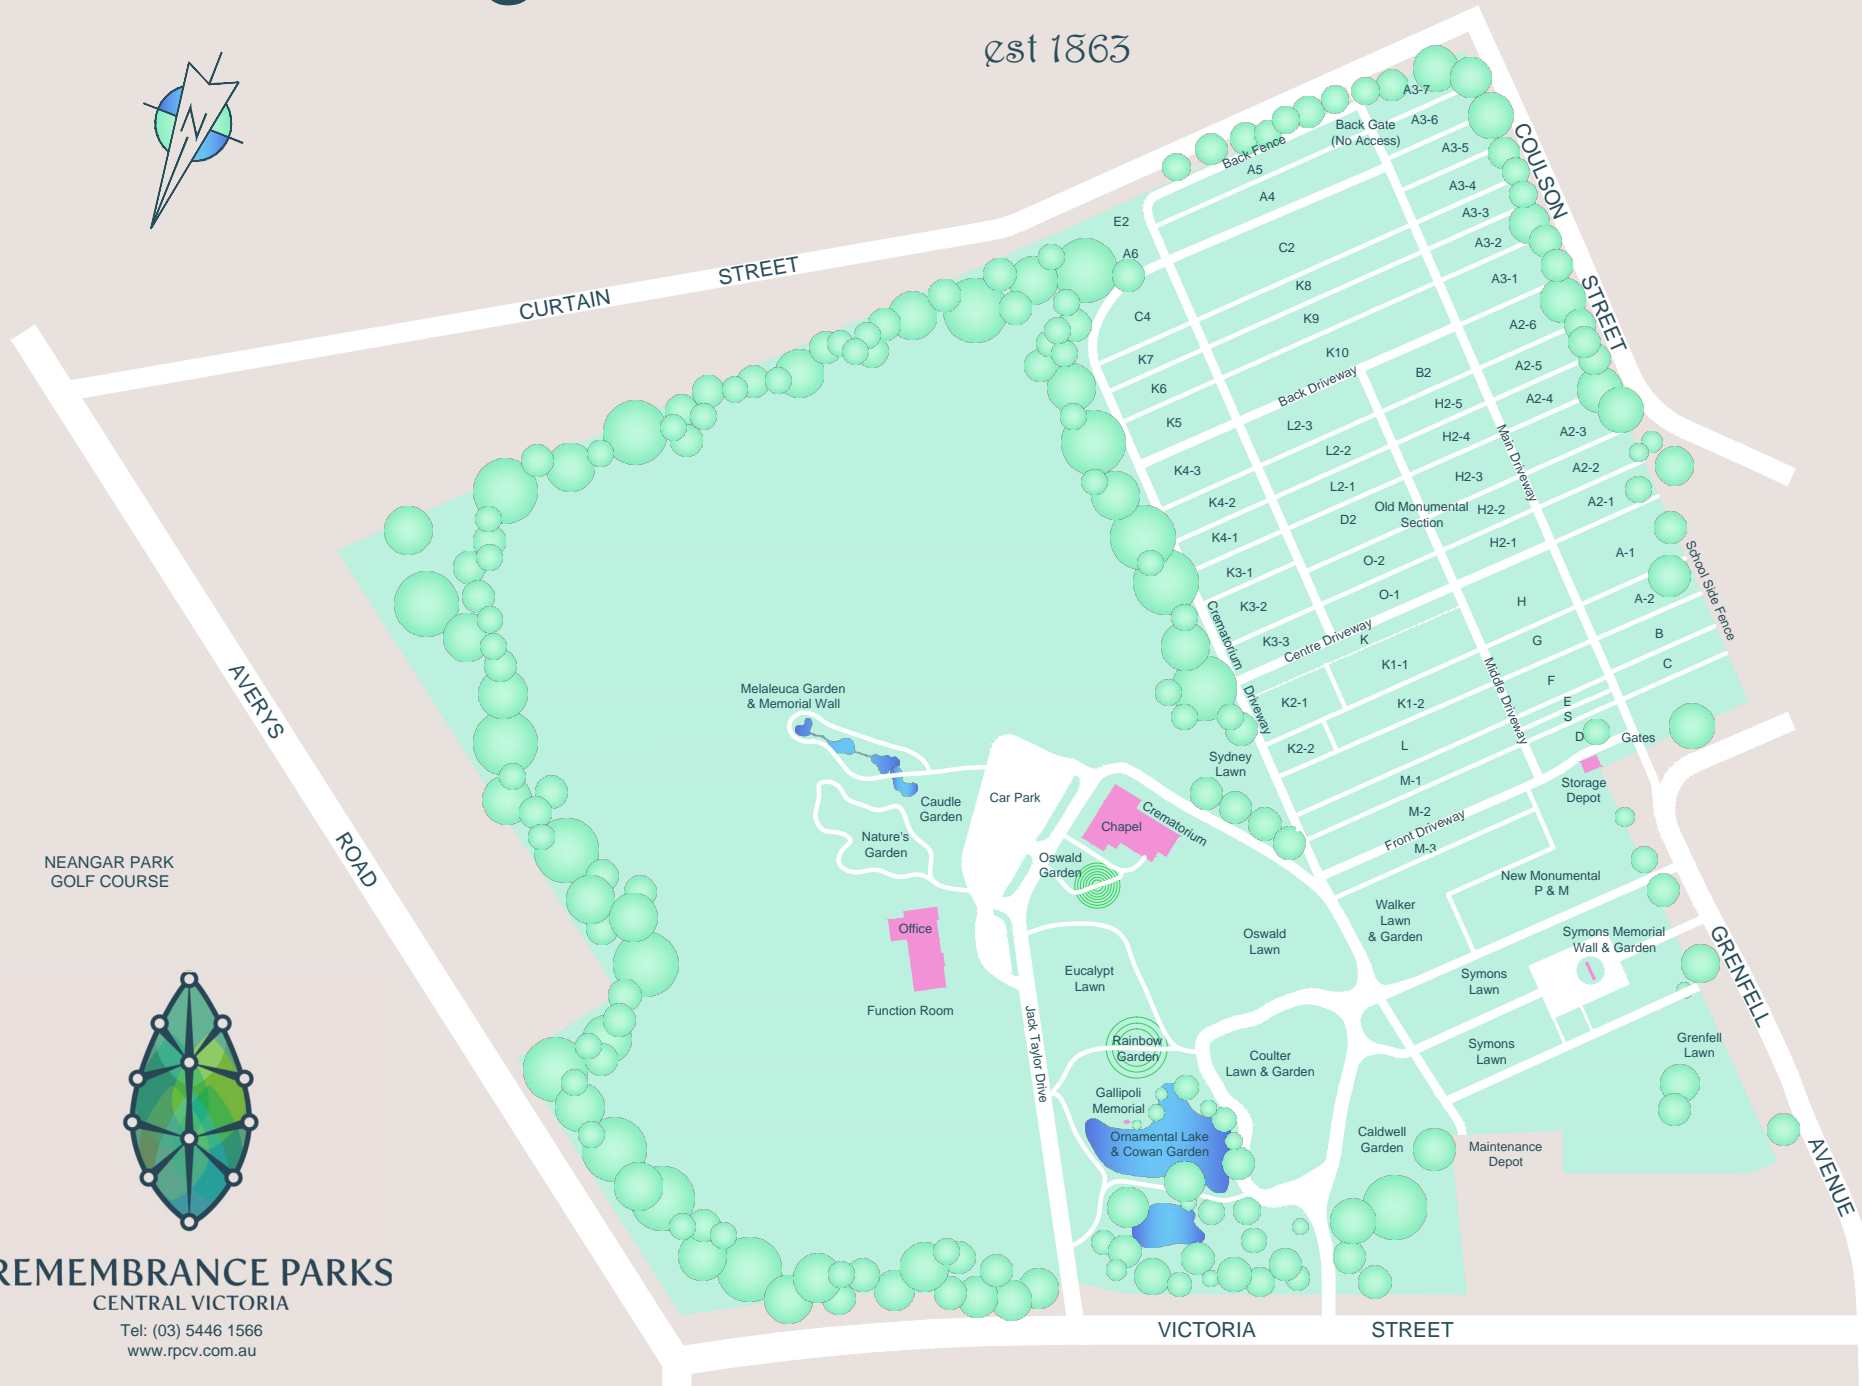 est 1863
N
CURTAIN STREET
COULSON STREET
AVERYS ROAD
GRENFELL AVENUE
VICTORIA STREET
Back Fence
Back Gate
(No Access)
A3-7
A3-6
A3-5
A3-4
A3-3
A3-2
A3-1
A5
A4
E2
A6
C2
K8
C4
K9
K7
K10
K6
K5
Back Driveway
B2
A2-6
A2-5
A2-4
A2-3
A2-2
A2-1
H2-5
H2-4
H2-3
H2-2
H2-1
L2-3
L2-2
L2-1
D2
Old Monumental
Section
Main Driveway
K4-3
K4-2
K4-1
K3-1
K3-2
K3-3
O-2
O-1
Centre Driveway
K
K1-1
K1-2
K2-1
K2-2
L
M-1
M-2
Front Driveway
M-3
H
G
F
E
S
D
A-1
A-2
B
C
School Side Fence
Middle Driveway
Crematorium Driveway
Gates
Storage
Depot
Sydney
Lawn
Melaleuca Garden
& Memorial Wall
Caudle
Garden
Nature's
Garden
Car Park
Chapel
Crematorium
Oswald
Garden
Office
Function Room
Oswald
Lawn
Walker
Lawn
& Garden
New Monumental
P & M
Symons Memorial
Wall & Garden
Symons
Lawn
Symons
Lawn
Grenfell
Lawn
Eucalypt
Lawn
Jack Taylor Drive
Rainbow
Garden
Coulter
Lawn & Garden
Gallipoli
Memorial
Ornamental Lake
& Cowan Garden
Caldwell
Garden
Maintenance
Depot
NEANGAR PARK
GOLF COURSE
REMEMBRANCE PARKS
CENTRAL VICTORIA
Tel: (03) 5446 1566
www.rpcv.com.au